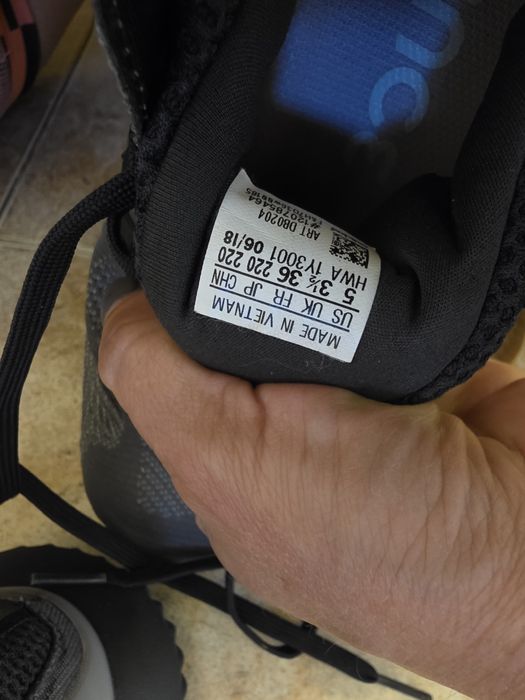 MADE IN VIETNAM
US UK FR JP CHN
5 3½ 36 220 220
HWA 1Y3001 06/18
ART DB0204
nc